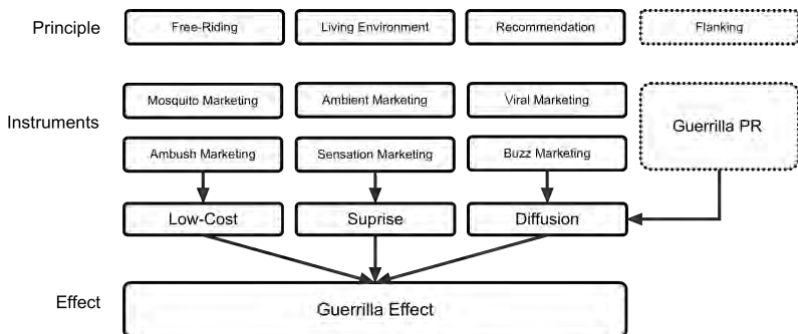 Principle
Free-Riding
Living Environment
Recommendation
Flanking
Instruments
Mosquito Marketing
Ambient Marketing
Viral Marketing
Guerrilla PR
Ambush Marketing
Sensation Marketing
Buzz Marketing
Low-Cost
Suprise
Diffusion
Effect
Guerrilla Effect